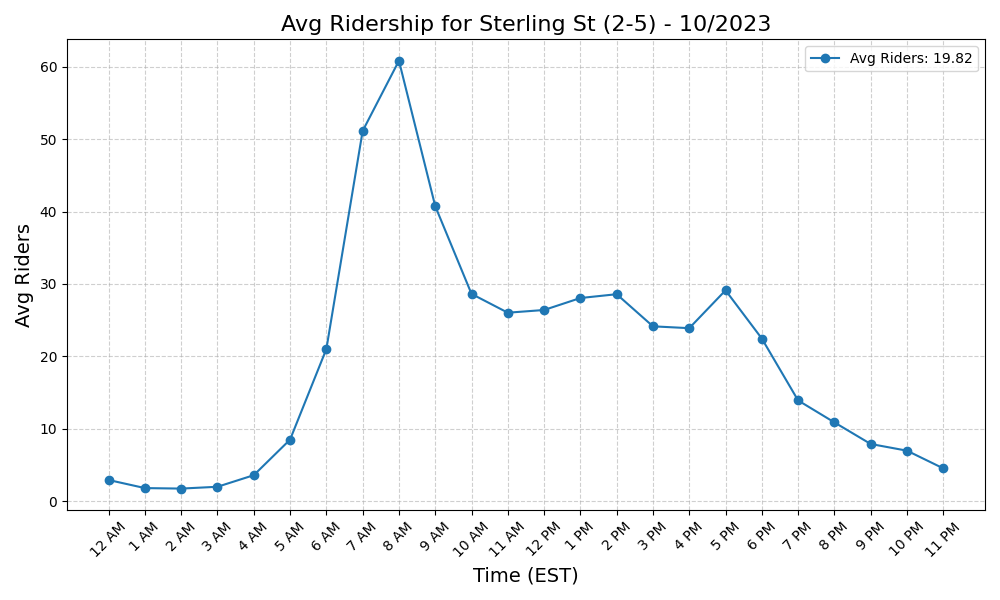 Avg Ridership for Sterling St (2-5) - 10/2023
Avg Riders: 19.82
Avg Riders
60
50
40
30
20
10
0
12 AM
1 AM
2 AM
3 AM
4 AM
5 AM
6 AM
7 AM
8 AM
9 AM
10 AM
11 AM
12 PM
1 PM
2 PM
3 PM
4 PM
5 PM
6 PM
7 PM
8 PM
9 PM
10 PM
11 PM
Time (EST)